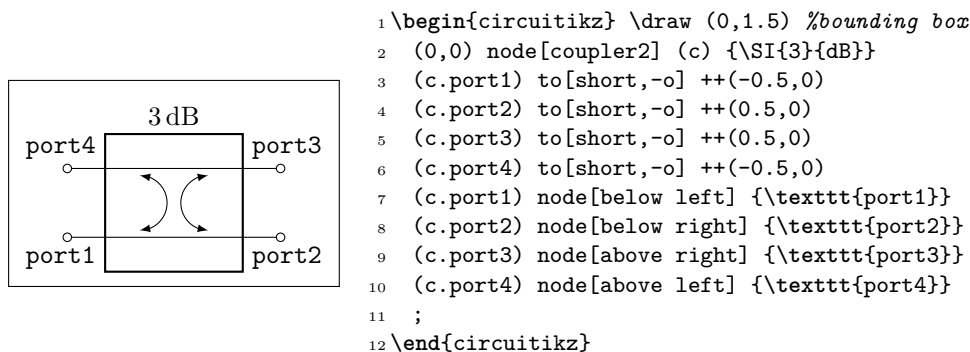 3 dB
port4 port3
port1 port2
1 \begin{circuitikz} \draw (0,1.5) %bounding box
2 (0,0) node[coupler2] (c) {\SI{3}{dB}}
3 (c.port1) to[short,-o] ++(-0.5,0)
4 (c.port2) to[short,-o] ++(0.5,0)
5 (c.port3) to[short,-o] ++(0.5,0)
6 (c.port4) to[short,-o] ++(-0.5,0)
7 (c.port1) node[below left] {\texttt{port1}}
8 (c.port2) node[below right] {\texttt{port2}}
9 (c.port3) node[above right] {\texttt{port3}}
10 (c.port4) node[above left] {\texttt{port4}}
11 ;
12 \end{circuitikz}